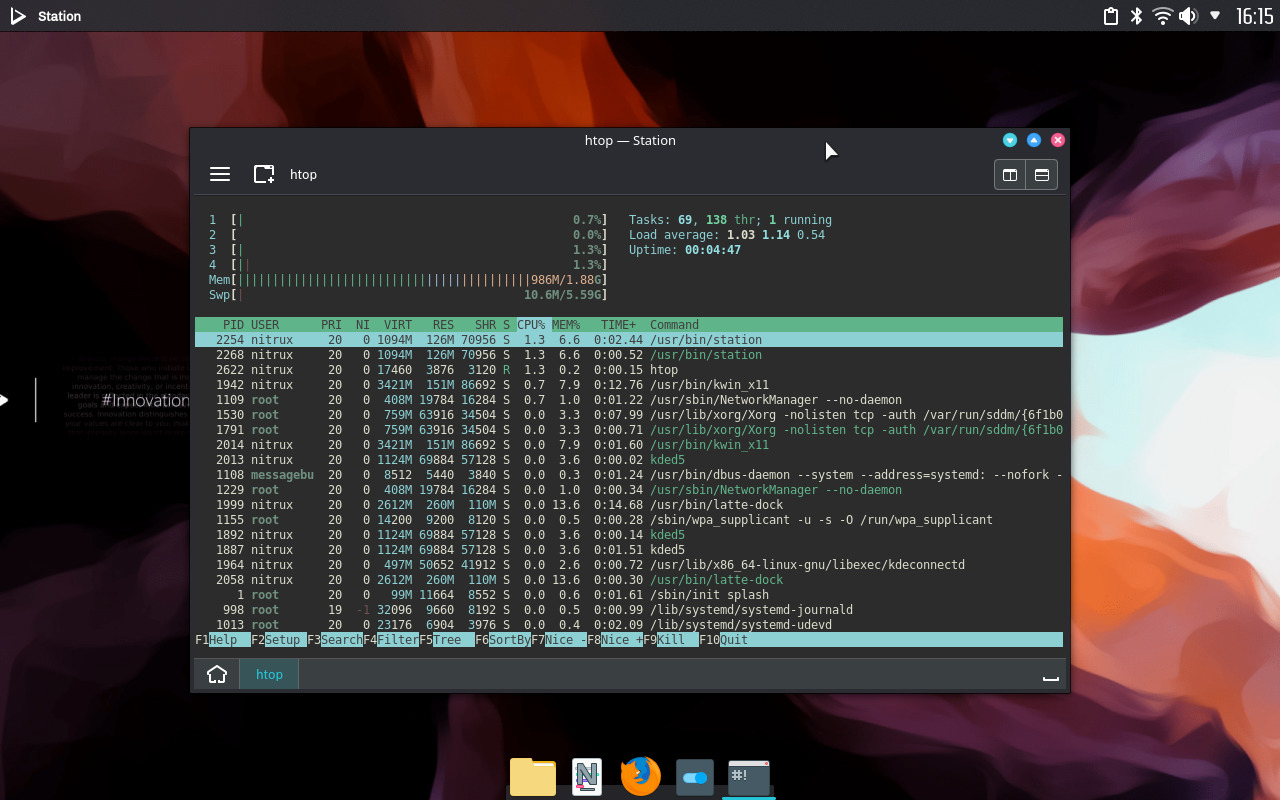 Station
16:15
htop — Station
htop
1 [| 0.7%] Tasks: 69, 138 thr; 1 running
2 [ 0.0%] Load average: 1.03 1.14 0.54
3 [| 1.3%] Uptime: 00:04:47
4 [|| 1.3%]
Mem[||||||||||||||||||||||||||||||||||||||||||986M/1.88G]
Swp[| 10.6M/5.59G]
PID USER PRI NI VIRT RES SHR S CPU% MEM% TIME+ Command
2254 nitrux 20 0 1094M 126M 70956 S 1.3 6.6 0:02.44 /usr/bin/station
2268 nitrux 20 0 1094M 126M 70956 S 1.3 6.6 0:00.52 /usr/bin/station
2622 nitrux 20 0 17460 3876 3120 R 1.3 0.2 0:00.15 htop
1942 nitrux 20 0 3421M 151M 86692 S 0.7 7.9 0:12.76 /usr/bin/kwin_x11
1109 root 20 0 408M 19784 16284 S 0.7 1.0 0:01.22 /usr/sbin/NetworkManager --no-daemon
1530 root 20 0 759M 63916 34504 S 0.0 3.3 0:07.99 /usr/lib/xorg/Xorg -nolisten tcp -auth /var/run/sddm/{6f1b0
1791 root 20 0 759M 63916 34504 S 0.0 3.3 0:00.71 /usr/lib/xorg/Xorg -nolisten tcp -auth /var/run/sddm/{6f1b0
2014 nitrux 20 0 3421M 151M 86692 S 0.0 7.9 0:01.60 /usr/bin/kwin_x11
2013 nitrux 20 0 1124M 69884 57128 S 0.0 3.6 0:00.02 kded5
1108 messagebu 20 0 8512 5440 3840 S 0.0 0.3 0:01.24 /usr/bin/dbus-daemon --system --address=systemd: --nofork -
1229 root 20 0 408M 19784 16284 S 0.0 1.0 0:00.34 /usr/sbin/NetworkManager --no-daemon
1999 nitrux 20 0 2612M 260M 110M S 0.0 13.6 0:14.68 /usr/bin/latte-dock
1155 root 20 0 14200 9200 8120 S 0.0 0.5 0:00.28 /sbin/wpa_supplicant -u -s -O /run/wpa_supplicant
1892 nitrux 20 0 1124M 69884 57128 S 0.0 3.6 0:00.14 kded5
1887 nitrux 20 0 1124M 69884 57128 S 0.0 3.6 0:01.51 kded5
1964 nitrux 20 0 497M 50652 41912 S 0.0 2.6 0:00.72 /usr/lib/x86_64-linux-gnu/libexec/kdeconnectd
2058 nitrux 20 0 2612M 260M 110M S 0.0 13.6 0:00.30 /usr/bin/latte-dock
1 root 20 0 99M 11664 8552 S 0.0 0.6 0:01.61 /sbin/init splash
998 root 19 -1 32096 9660 8192 S 0.0 0.5 0:00.99 /lib/systemd/systemd-journald
1013 root 20 0 23176 6904 3976 S 0.0 0.4 0:02.09 /lib/systemd/systemd-udevd
F1Help F2Setup F3SearchF4FilterF5Tree F6SortByF7Nice -F8Nice +F9Kill F10Quit
htop
#Innovation
N
#!